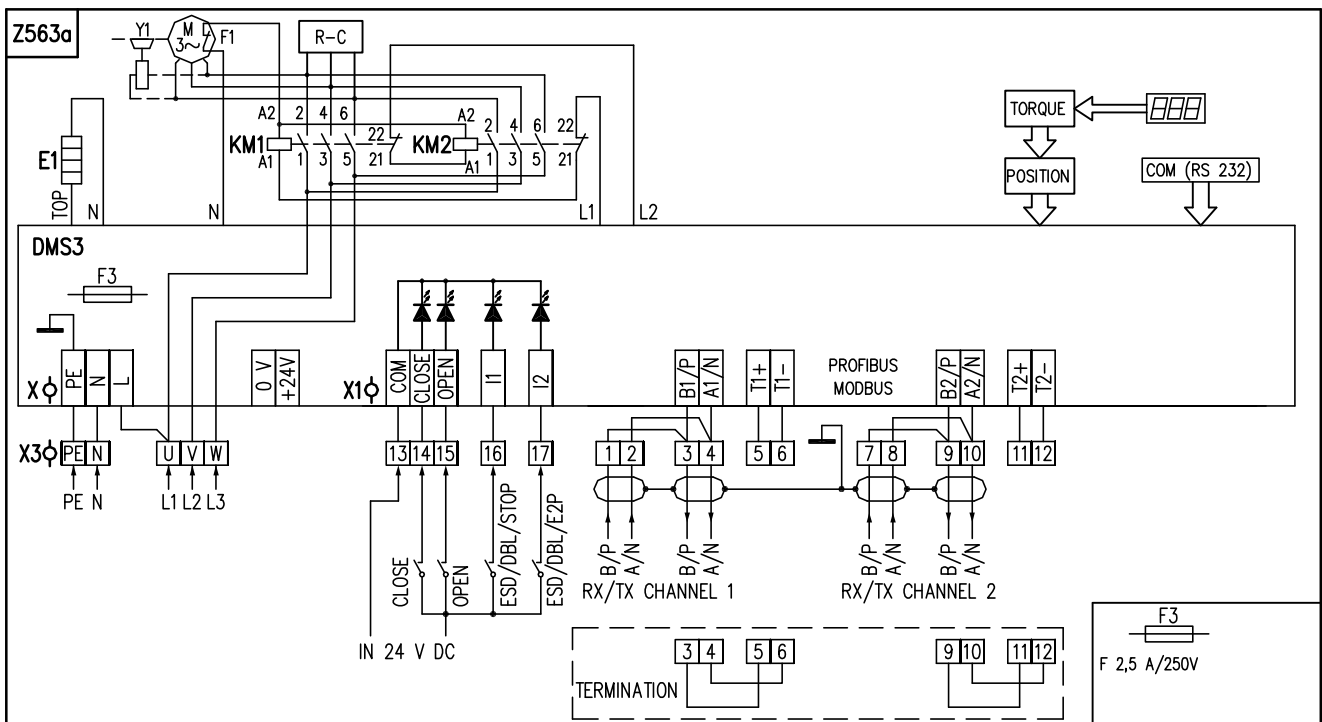 Z563a
Y1
M
3~
F1
R-C
A2
2 4 6
22
KM1
A1
1 3 5
21
A2
2 4 6
22
KM2
A1
1 3 5
21
TORQUE
POSITION
COM (RS 232)
E1
TOP
N
N
L1
L2
DMS3
F3
X
PE
N
L
0 V
+24V
X1
COM
CLOSE
OPEN
I1
I2
B1/P
A1/N
T1+
T1-
PROFIBUS
MODBUS
B2/P
A2/N
T2+
T2-
X3
PE N
U V W
13 14 15
16
17
1 2
3 4
5 6
7 8
9 10
11 12
PE N
L1 L2 L3
CLOSE
OPEN
ESD/DBL/STOP
ESD/DBL/E2P
IN 24 V DC
B/P
A/N
B/P
A/N
RX/TX CHANNEL 1
B/P
A/N
B/P
A/N
RX/TX CHANNEL 2
TERMINATION
3 4
5 6
9 10
11 12
F3
F 2,5 A/250V